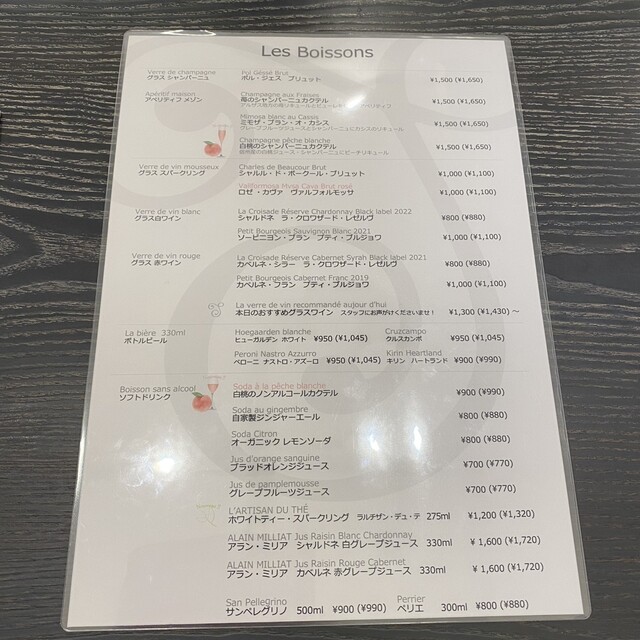 Les Boissons
Verre de champagne
グラス シャンパーニュ
Pol Gessé Brut
ポル・ジェス ブリュット ¥1,500 (¥1,650)
Apéritif maison
アペリティフ メゾン
Champagne aux Fraises
苺のシャンパーニュカクテル ¥1,500 (¥1,650)
Mimosa blanc au Cassis
ミモザ・ブラン・オ・カシス ¥1,500 (¥1,650)
グレープフルーツジュースとシャンパーニュにカシスのリキュール
Champagne pêche blanche
白桃のシャンパーニュカクテル ¥1,500 (¥1,650)
Verre de vin mousseux
グラス スパークリング
Charles de Beaucour Brut
シャルル・ド・ボークール・ブリュット ¥1,000 (¥1,100)
Valformosa Mysa Cava Brut rosé
ロゼ ・カヴァ ヴァルフォルモッサ ¥1,000 (¥1,100)
Verre de vin blanc
グラス白ワイン
La Croisade Réserve Chardonnay Black label 2022
シャルドネ ラ・クロワザード・レゼルヴ ¥800 (¥880)
Petit Bourgeois Sauvignon Blanc 2021
ソービニヨン・ブラン プティ・ブルジョワ ¥1,000 (¥1,100)
Verre de vin rouge
グラス 赤ワイン
La Croisade Réserve Cabernet Syrah Black label 2021
カベルネ・シラー ラ・クロワザード・レゼルヴ ¥800 (¥880)
Petit Bourgeois Cabernet Franc 2019
カベルネ・フラン プティ・ブルジョワ ¥1,000 (¥1,100)
La verre de vin recommandé aujour d'hui
本日のおすすめグラスワイン スタッフにお声がけくださいませ! ¥1,300 (¥1,430) ～
La bière 330ml
ボトルビール
Hoegaarden blanche Cruzcampo
ヒューガルデン ホワイト ¥950 (¥1,045) クルスカンポ ¥950 (¥1,045)
Peroni Nastro Azzurro Kirin Heartland
ペローニ ナストロ・アズーロ ¥950 (¥1,045) キリン ハートランド ¥900 (¥990)
Boisson sans alcool
ソフトドリンク
Soda à la pêche blanche
白桃のノンアルコールカクテル ¥900 (¥990)
Soda au gingembre
自家製ジンジャーエール ¥800 (¥880)
Soda Citron
オーガニック レモンソーダ ¥800 (¥880)
Jus d'orange sanguine
ブラッドオレンジジュース ¥700 (¥770)
Jus de pamplemousse
グレープフルーツジュース ¥700 (¥770)
L'ARTISAN DU THÉ
ホワイトティー・スパークリング ラルチザン・デュ・テ 275ml ¥1,200 (¥1,320)
ALAIN MILLIAT Jus Raisin Blanc Chardonnay
アラン・ミリア シャルドネ 白グレープジュース 330ml ¥ 1,600 (¥1,720)
ALAIN MILLIAT Jus Raisin Rouge Cabernet
アラン・ミリア カベルネ 赤グレープジュース 330ml ¥ 1,600 (¥1,720)
San Pellegrino Perrier
サンペレグリノ 500ml ¥900 (¥990) ペリエ 300ml ¥800 (¥880)